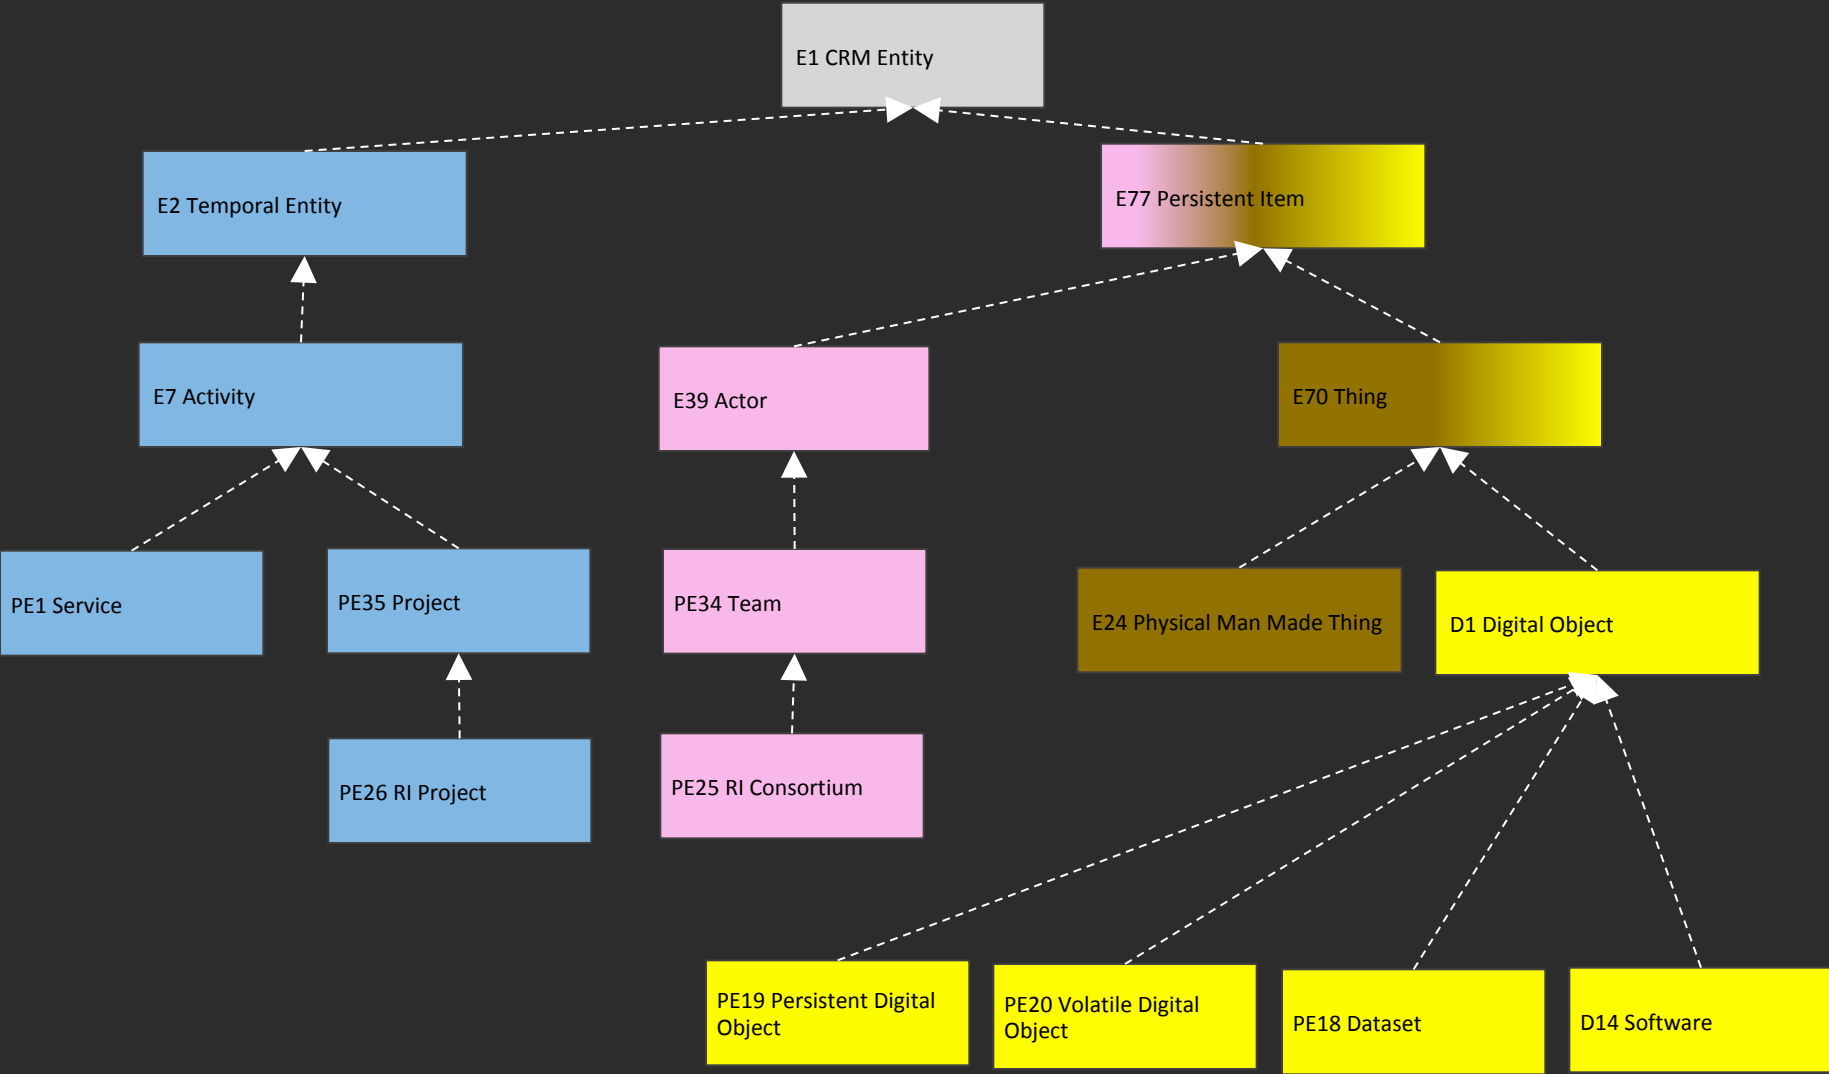 E1 CRM Entity
E2 Temporal Entity
E77 Persistent Item
E7 Activity
E39 Actor
E70 Thing
PE1 Service
PE35 Project
PE34 Team
E24 Physical Man Made Thing
D1 Digital Object
PE26 RI Project
PE25 RI Consortium
PE19 Persistent Digital
Object
PE20 Volatile Digital
Object
PE18 Dataset
D14 Software